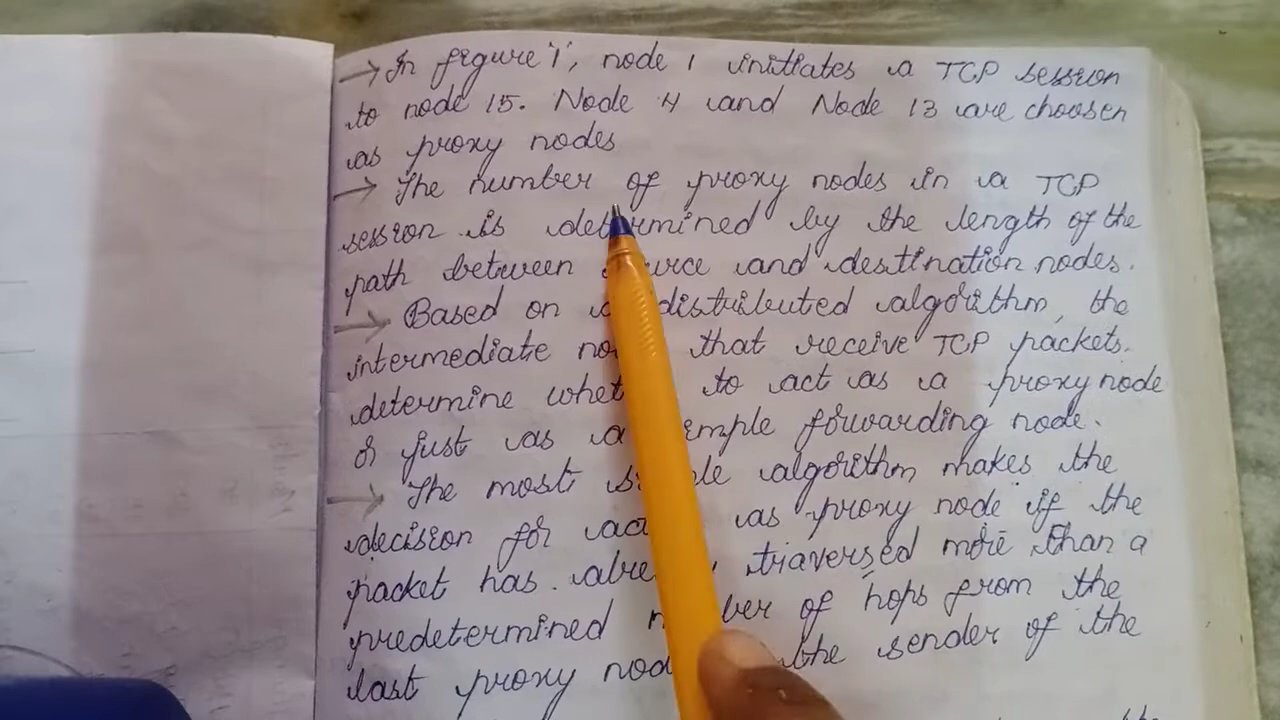 → In figure '1', node 1 initiates a TCP session
to node 15. Node 4 and Node 13 are choosen
as proxy nodes
→ The number of proxy nodes in a TCP
session is determined by the length of the
path between and destination nodes.
→ Based on distributed algorithm, the
intermediate that receive TCP packets.
determine to act as a proxy node
or just as a forwarding node.
→ The most algorithm makes the
decision for as proxy node if the
packet has traversed more than a
predetermined of hops from the
last proxy the sender of the